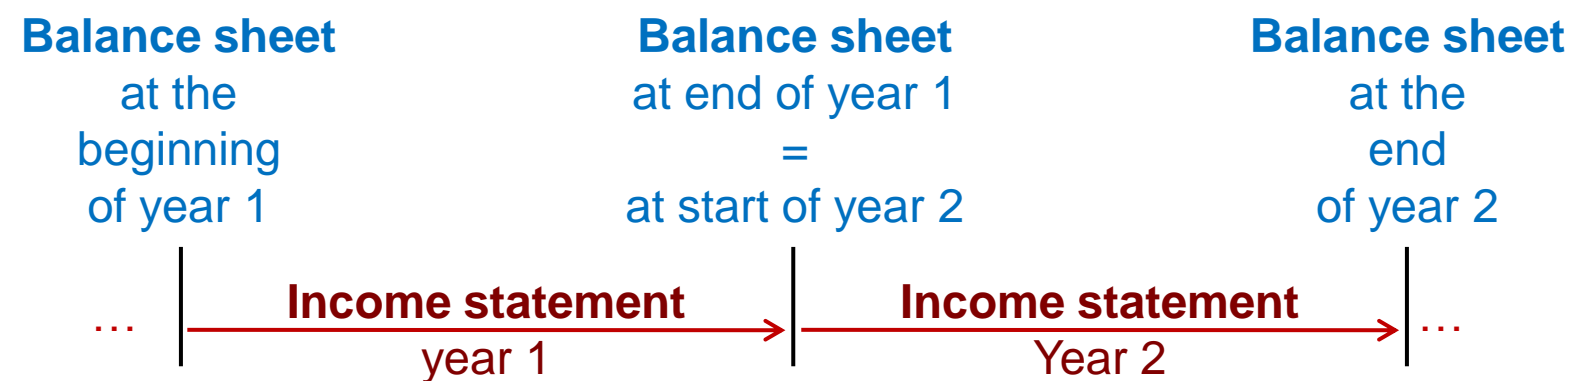 Balance sheet
at the
beginning
of year 1
Balance sheet
at end of year 1
=
at start of year 2
Balance sheet
at the
end
of year 2
… Income statement Income statement …
year 1 Year 2